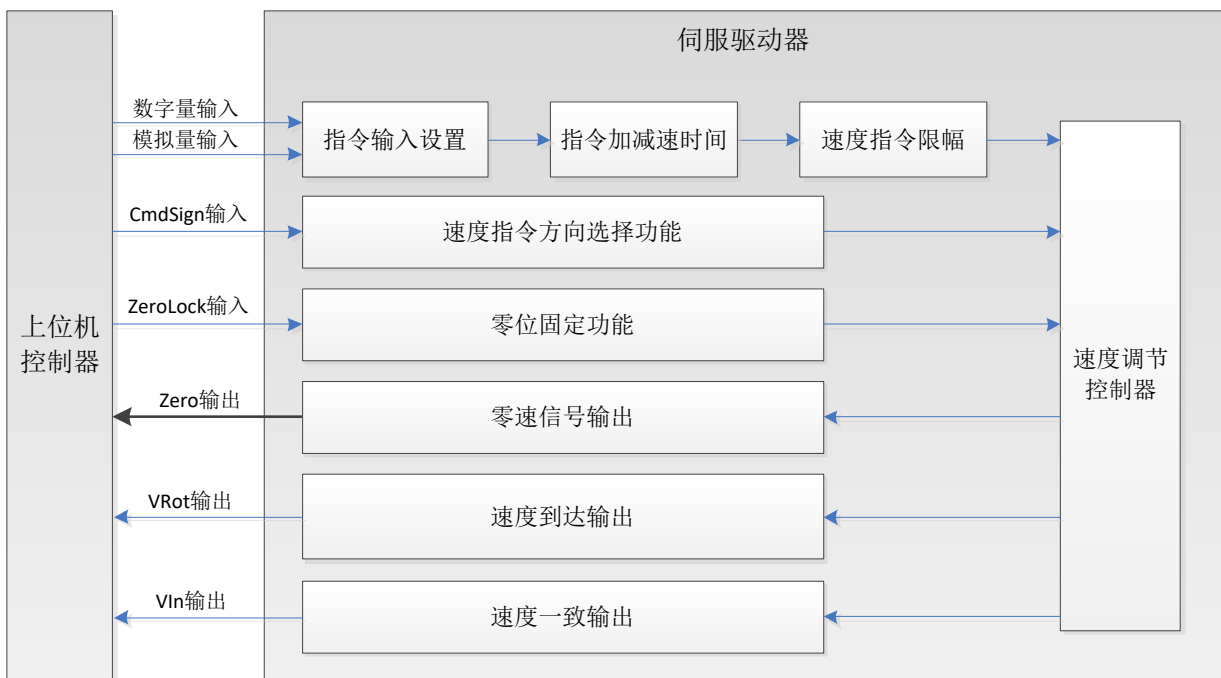 伺服驱动器
数字量输入
模拟量输入
指令输入设置
指令加减速时间
速度指令限幅
CmdSign输入
速度指令方向选择功能
ZeroLock输入
零位固定功能
上位机
控制器
速度调节
控制器
Zero输出
零速信号输出
VRot输出
速度到达输出
VIn输出
速度一致输出